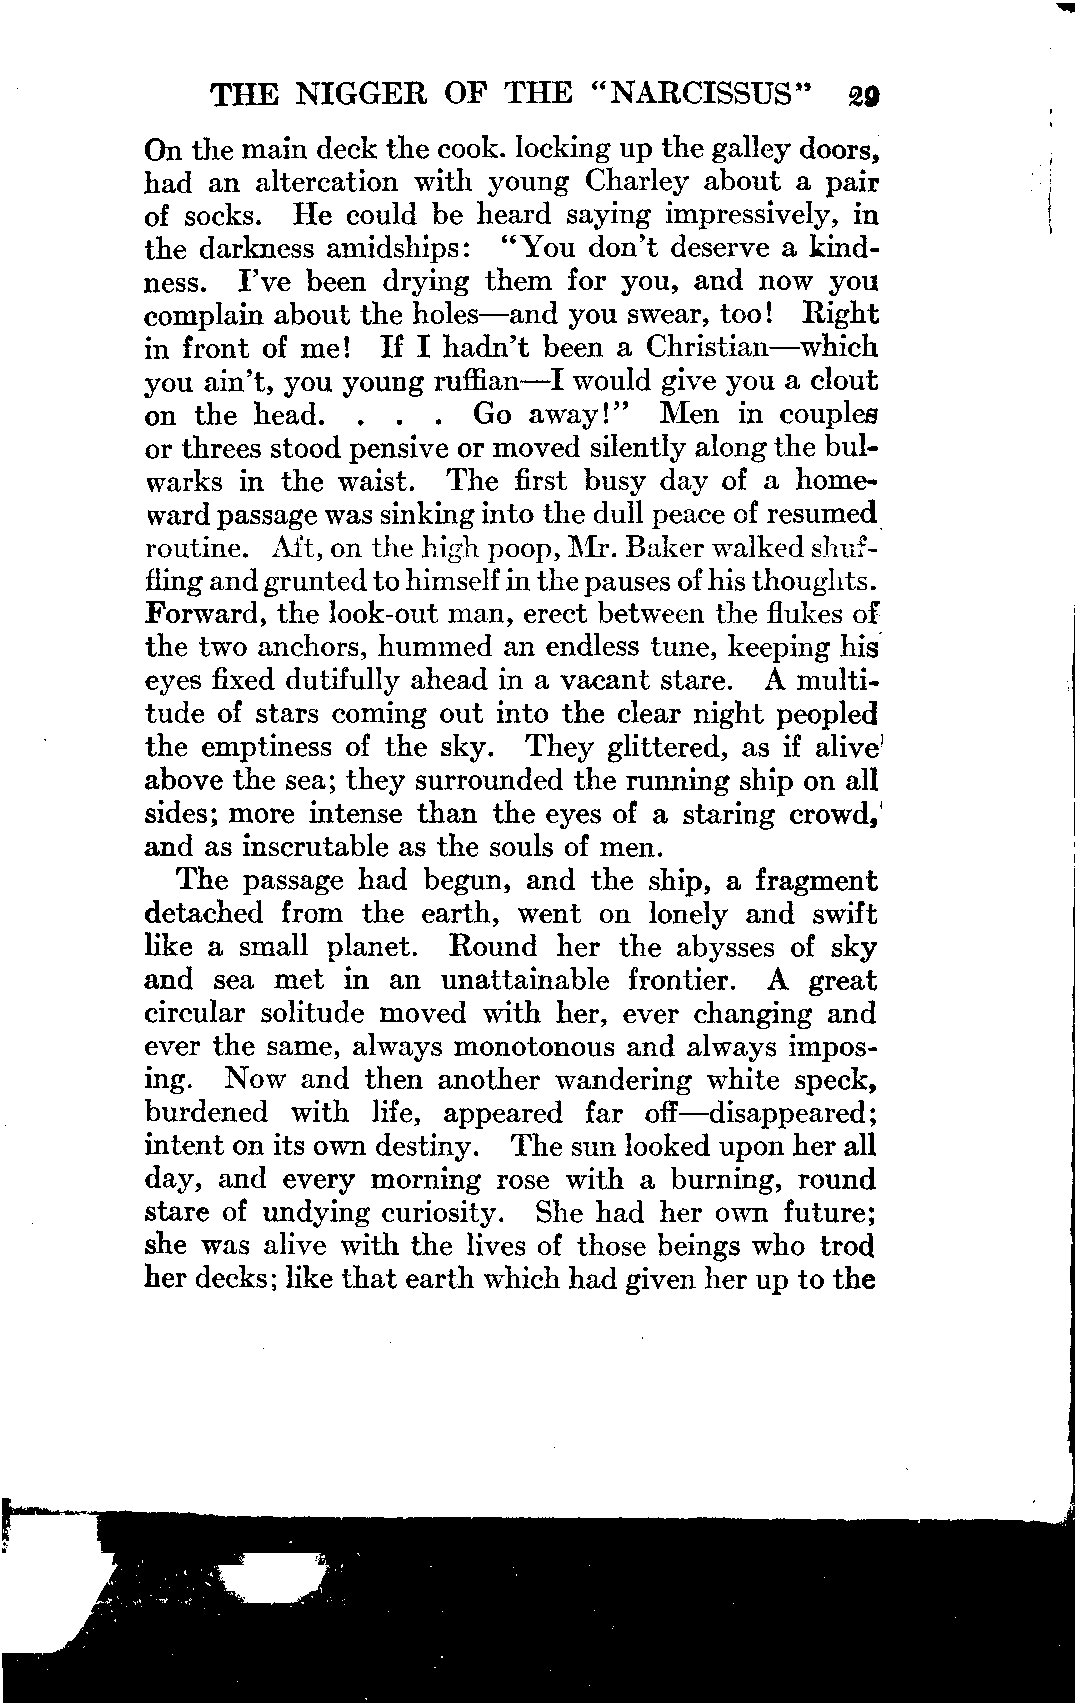 THE NIGGER OF THE "NARCISSUS" 29
On the main deck the cook. locking up the galley doors,
had an altercation with young Charley about a pair
of socks. He could be heard saying impressively, in
the darkness amidships: "You don't deserve a kind-
ness. I've been drying them for you, and now you
complain about the holes—and you swear, too! Right
in front of me! If I hadn't been a Christian—which
you ain't, you young ruffian—I would give you a clout
on the head. . . . Go away!" Men in couples
or threes stood pensive or moved silently along the bul-
warks in the waist. The first busy day of a home-
ward passage was sinking into the dull peace of resumed
routine. Aft, on the high poop, Mr. Baker walked shuf-
fling and grunted to himself in the pauses of his thoughts.
Forward, the look-out man, erect between the flukes of
the two anchors, hummed an endless tune, keeping his
eyes fixed dutifully ahead in a vacant stare. A multi-
tude of stars coming out into the clear night peopled
the emptiness of the sky. They glittered, as if alive
above the sea; they surrounded the running ship on all
sides; more intense than the eyes of a staring crowd,
and as inscrutable as the souls of men.
The passage had begun, and the ship, a fragment
detached from the earth, went on lonely and swift
like a small planet. Round her the abysses of sky
and sea met in an unattainable frontier. A great
circular solitude moved with her, ever changing and
ever the same, always monotonous and always impos-
ing. Now and then another wandering white speck,
burdened with life, appeared far off—disappeared;
intent on its own destiny. The sun looked upon her all
day, and every morning rose with a burning, round
stare of undying curiosity. She had her own future;
she was alive with the lives of those beings who trod
her decks; like that earth which had given her up to the